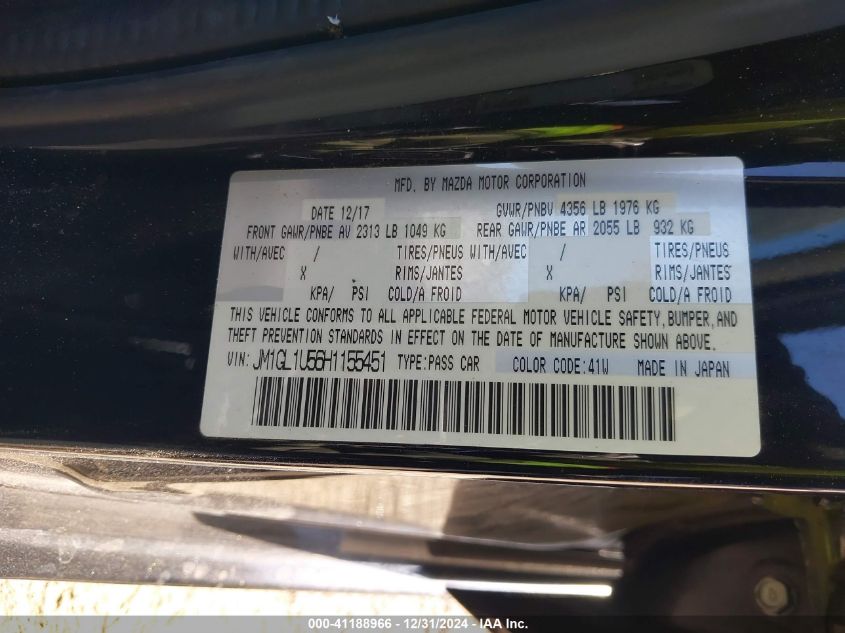 MFD. BY MAZDA MOTOR CORPORATION
DATE 12/17 GVWR/PNBV 4356 LB 1976 KG
FRONT GAWR/PNBE AV 2313 LB 1049 KG REAR GAWR/PNBE AR 2055 LB 932 KG
WITH/AVEC / TIRES/PNEUS WITH/AVEC / TIRES/PNEUS
X RIMS/JANTES X RIMS/JANTES
KPA/ PSI COLD/A FROID KPA/ PSI COLD/A FROID
THIS VEHICLE CONFORMS TO ALL APPLICABLE FEDERAL MOTOR VEHICLE SAFETY,BUMPER,AND
THEFT PREVENTION STANDARDS IN EFFECT ON THE DATE OF MANUFACTURE SHOWN ABOVE.
VIN: JM1GL1U56H1155451 TYPE:PASS CAR COLOR CODE:41W MADE IN JAPAN
000-41188966 - 12/31/2024 - IAA Inc.